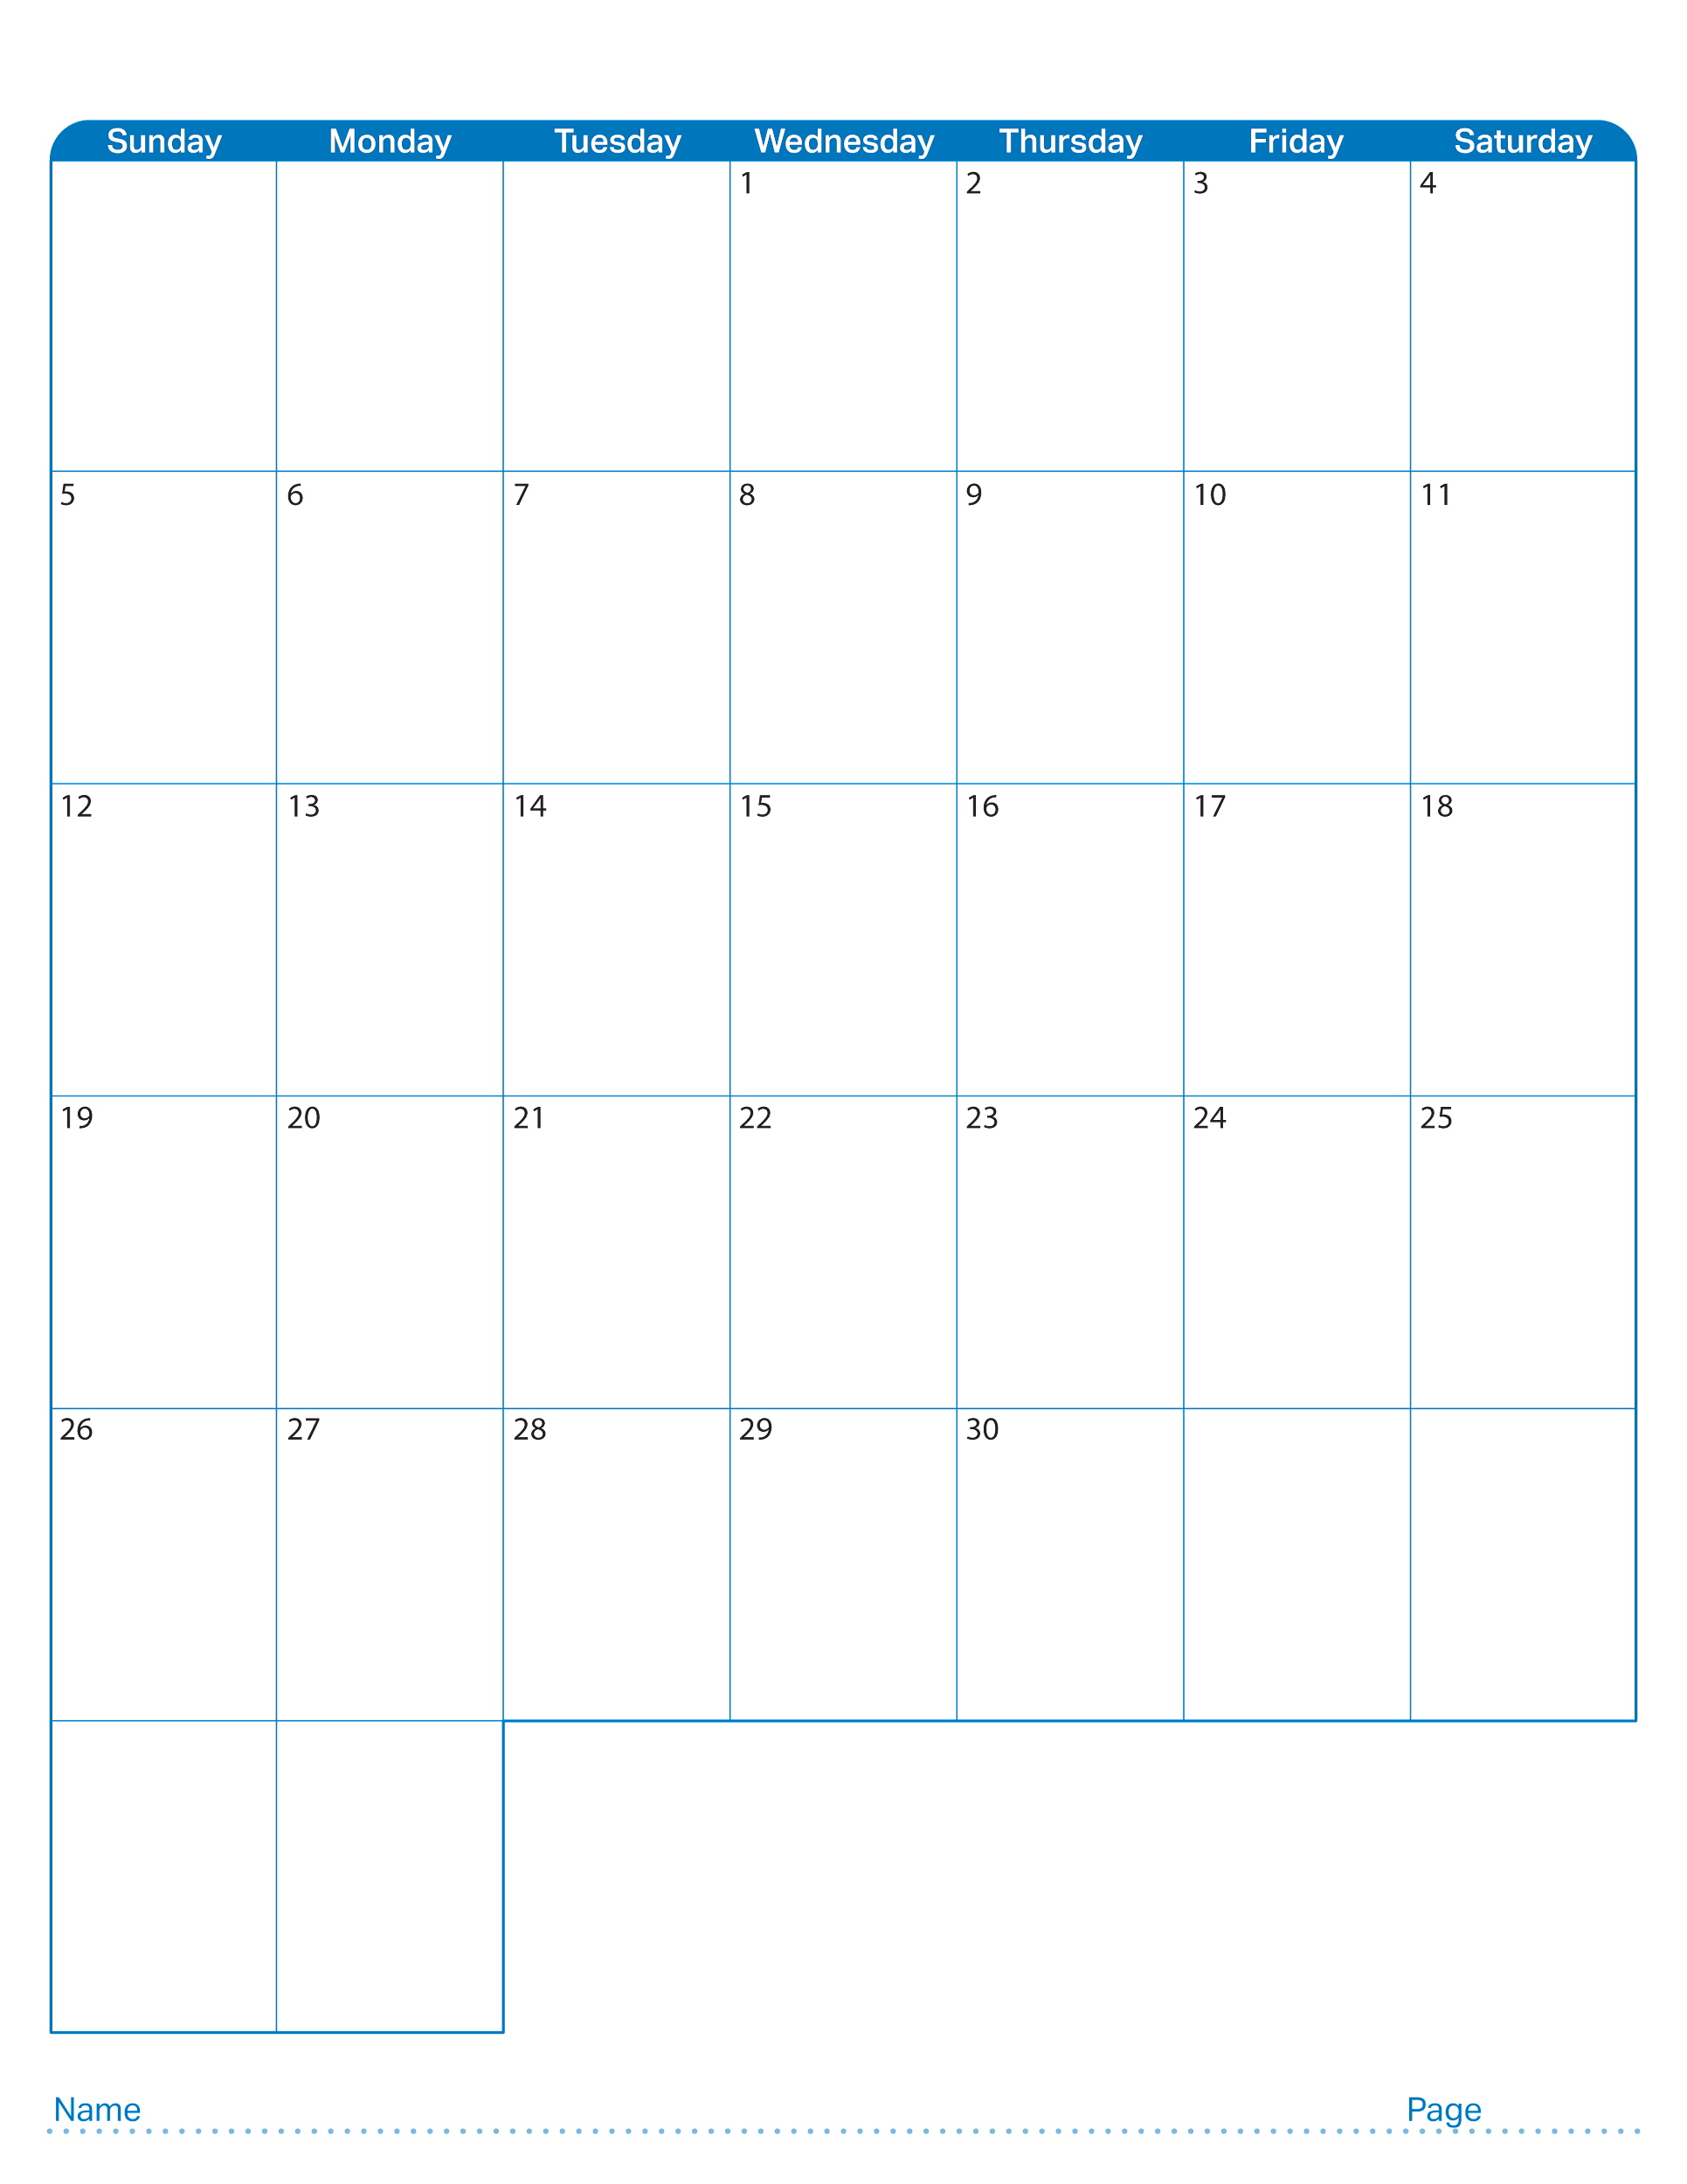 Sunday Monday Tuesday Wednesday Thursday Friday Saturday
1 2 3 4
5 6 7 8 9 10 11
12 13 14 15 16 17 18
19 20 21 22 23 24 25
26 27 28 29 30
Name Page